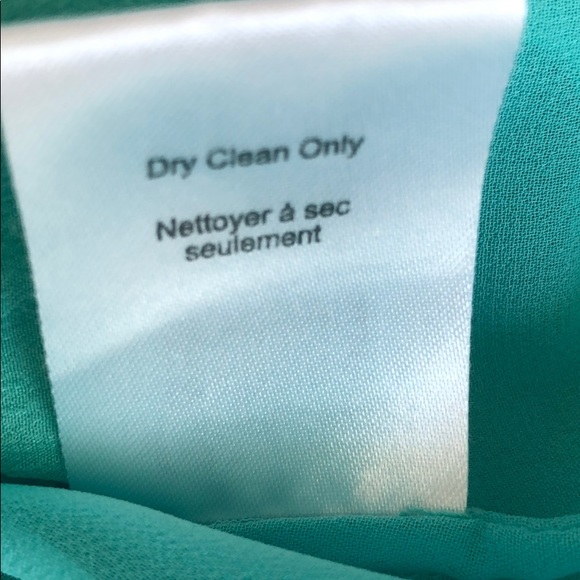 Dry Clean Only
Nettoyer à sec
seulement